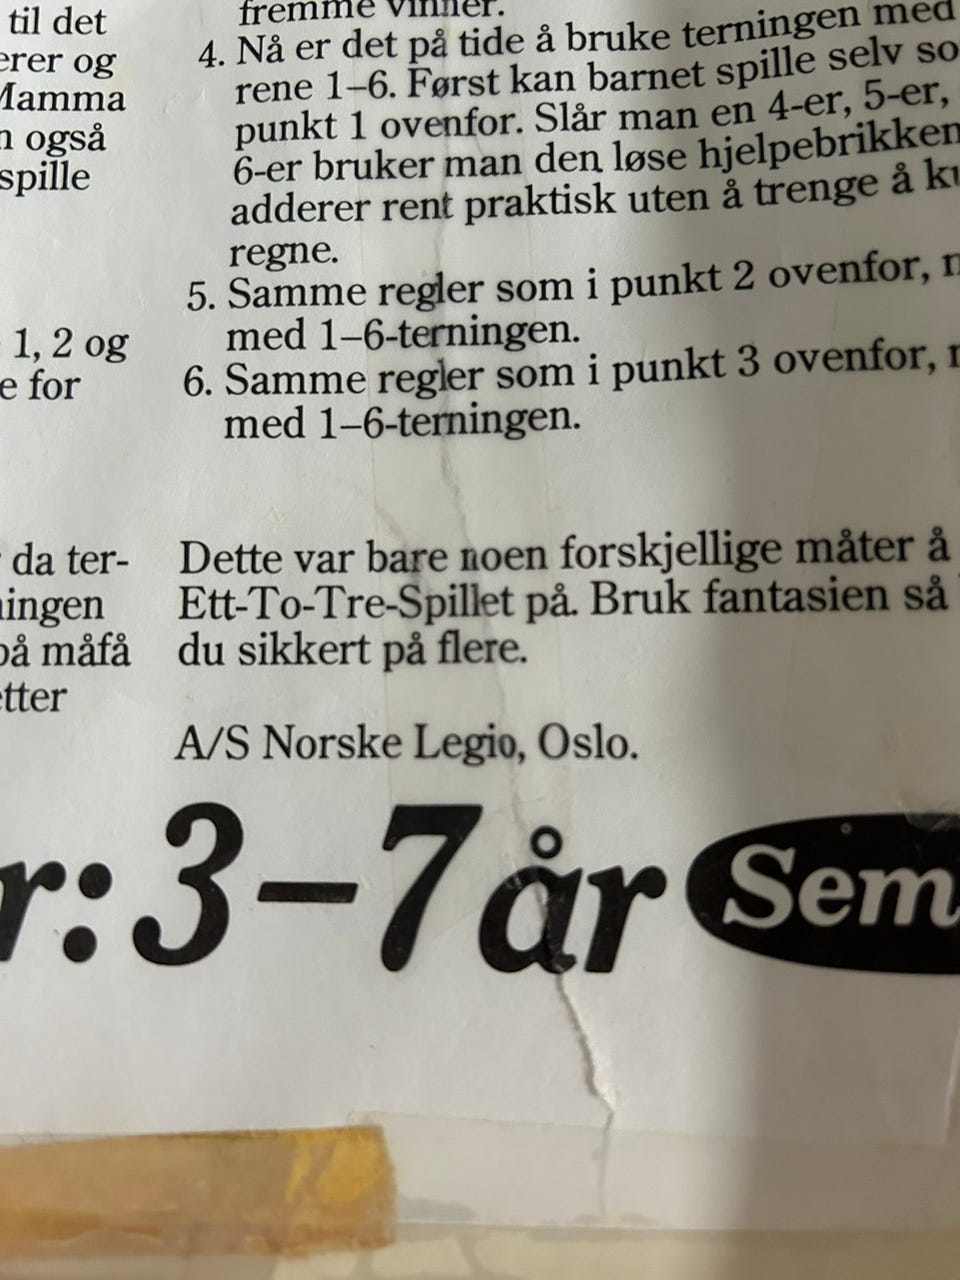 til det
erer og
Mamma
også
spille
1, 2 og
e for
da ter-
ningen
på måfå
etter
fremme vinner.
4. Nå er det på tide å bruke terningen med
rene 1–6. Først kan barnet spille selv so
punkt 1 ovenfor. Slår man en 4-er, 5-er,
6-er bruker man den løse hjelpebrikken
adderer rent praktisk uten å trenge å ku
regne.
5. Samme regler som i punkt 2 ovenfor,
med 1–6-terningen.
6. Samme regler som i punkt 3 ovenfor,
med 1–6-terningen.
Dette var bare noen forskjellige måter å
Ett-To-Tre-Spillet på. Bruk fantasien så
du sikkert på flere.
A/S Norske Legio, Oslo.
r: 3–7 år Sem